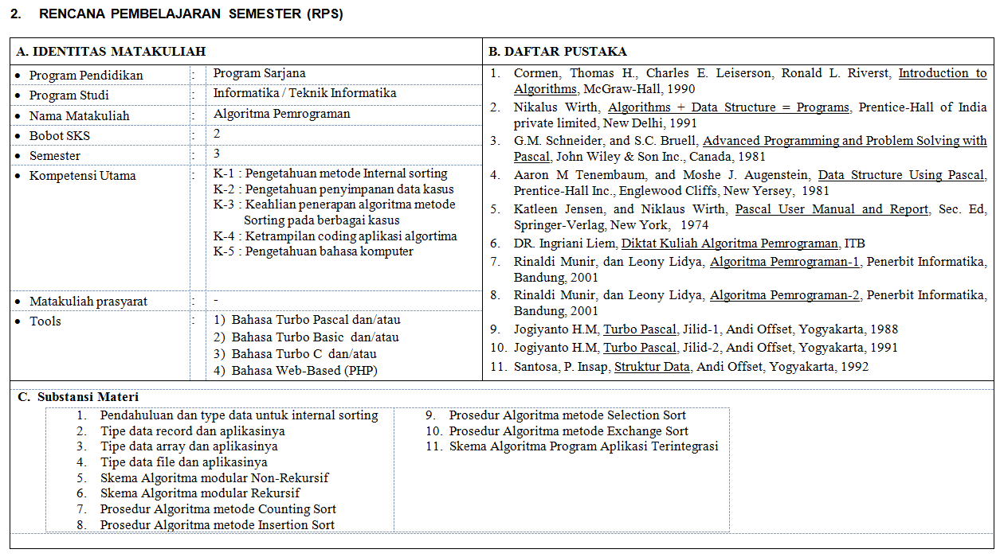 2. RENCANA PEMBELAJARAN SEMESTER (RPS)
A. IDENTITAS MATAKULIAH
• Program Pendidikan : Program Sarjana
• Program Studi : Informatika / Teknik Informatika
• Nama Matakuliah : Algoritma Pemrograman
• Bobot SKS : 2
• Semester : 3
• Kompetensi Utama : K-1 : Pengetahuan metode Internal sorting
K-2 : Pengetahuan penyimpanan data kasus
K-3 : Keahlian penerapan algoritma metode
Sorting pada berbagai kasus
K-4 : Ketrampilan coding aplikasi algortima
K-5 : Pengetahuan bahasa komputer
• Matakuliah prasyarat : -
• Tools : 1) Bahasa Turbo Pascal dan/atau
2) Bahasa Turbo Basic dan/atau
3) Bahasa Turbo C dan/atau
4) Bahasa Web-Based (PHP)
B. DAFTAR PUSTAKA
1. Cormen, Thomas H., Charles E. Leiserson, Ronald L. Riverst, Introduction to
Algorithms, McGraw-Hall, 1990
2. Nikalus Wirth, Algorithms + Data Structure = Programs, Prentice-Hall of India
private limited, New Delhi, 1991
3. G.M. Schneider, and S.C. Bruell, Advanced Programming and Problem Solving with
Pascal, John Wiley & Son Inc., Canada, 1981
4. Aaron M Tenembaum, and Moshe J. Augenstein, Data Structure Using Pascal,
Prentice-Hall Inc., Englewood Cliffs, New Yersey, 1981
5. Katleen Jensen, and Niklaus Wirth, Pascal User Manual and Report, Sec. Ed,
Springer-Verlag, New York, 1974
6. DR. Ingriani Liem, Diktat Kuliah Algoritma Pemrograman, ITB
7. Rinaldi Munir, dan Leony Lidya, Algoritma Pemrograman-1, Penerbit Informatika,
Bandung, 2001
8. Rinaldi Munir, dan Leony Lidya, Algoritma Pemrograman-2, Penerbit Informatika,
Bandung, 2001
9. Jogiyanto H.M, Turbo Pascal, Jilid-1, Andi Offset, Yogyakarta, 1988
10. Jogiyanto H.M, Turbo Pascal, Jilid-2, Andi Offset, Yogyakarta, 1991
11. Santosa, P. Insap, Struktur Data, Andi Offset, Yogyakarta, 1992
C. Substansi Materi
1. Pendahuluan dan type data untuk internal sorting
2. Tipe data record dan aplikasinya
3. Tipe data array dan aplikasinya
4. Tipe data file dan aplikasinya
5. Skema Algoritma modular Non-Rekursif
6. Skema Algoritma modular Rekursif
7. Prosedur Algoritma metode Counting Sort
8. Prosedur Algoritma metode Insertion Sort
9. Prosedur Algoritma metode Selection Sort
10. Prosedur Algoritma metode Exchange Sort
11. Skema Algoritma Program Aplikasi Terintegrasi